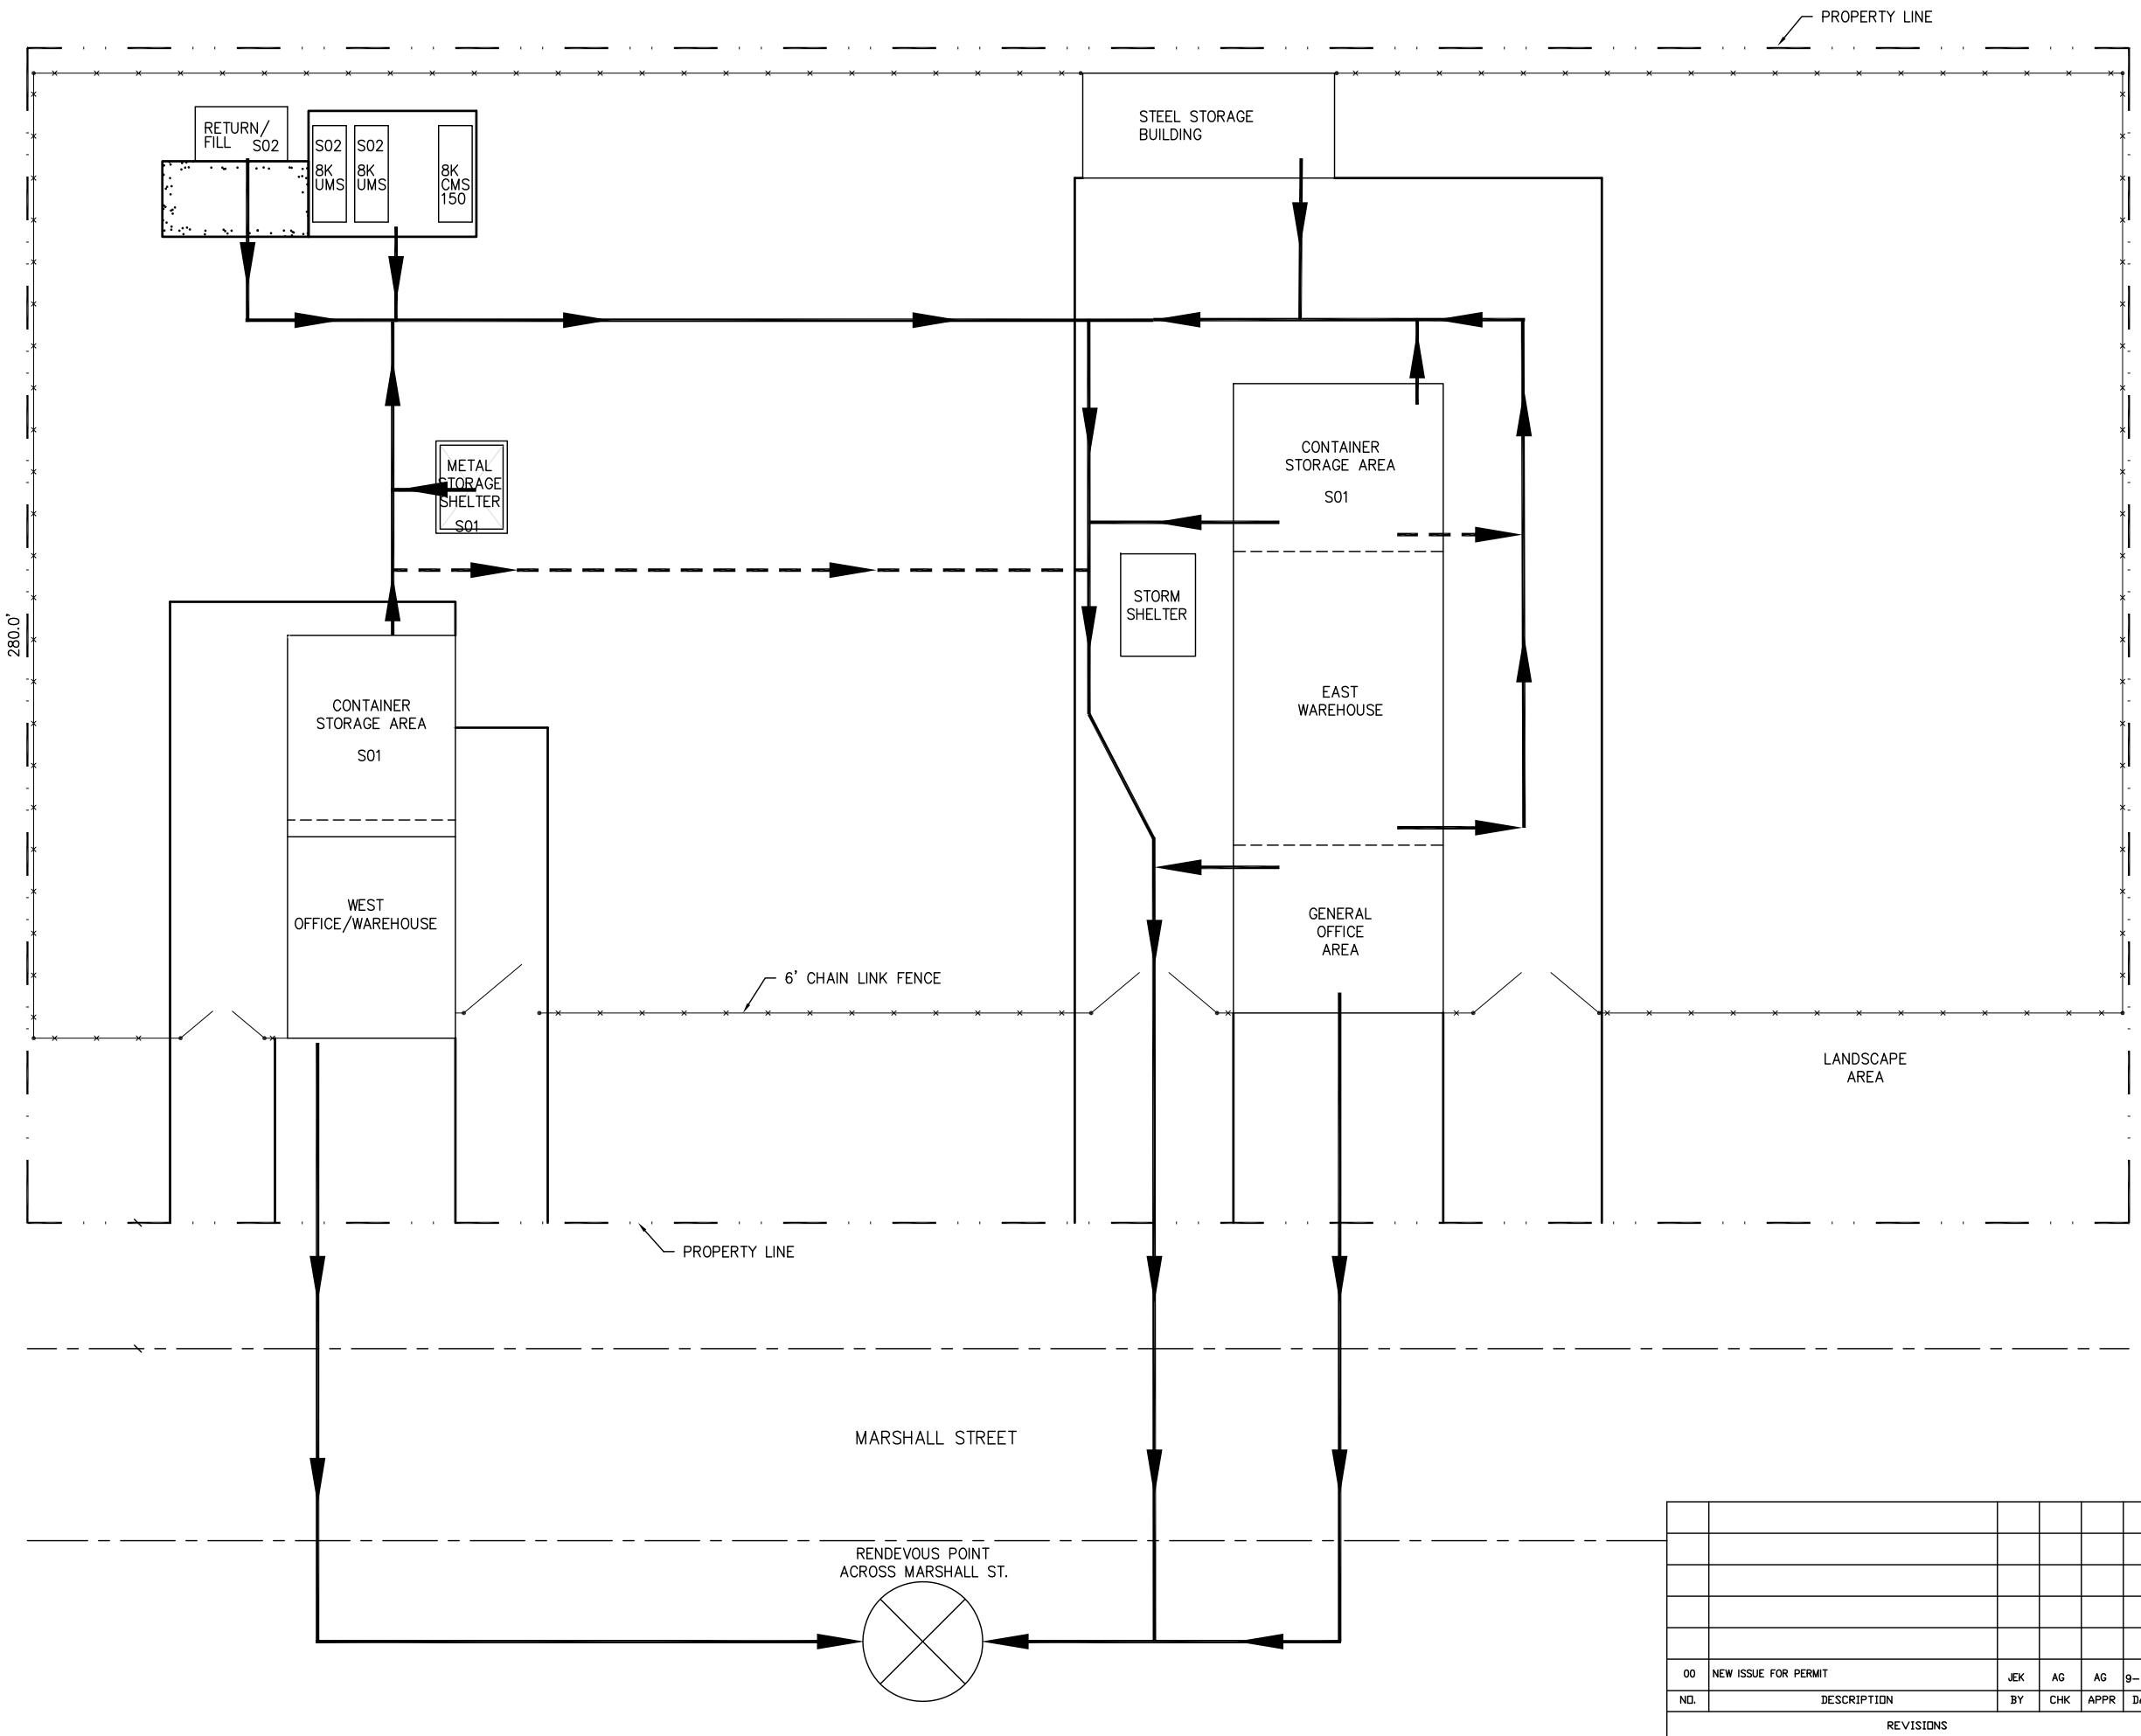 PROPERTY LINE
RETURN/
FILL S02
S02
8K
UMS
S02
8K
UMS
8K
CMS
150
STEEL STORAGE
BUILDING
METAL
STORAGE
SHELTER
S01
CONTAINER
STORAGE AREA
S01
STORM
SHELTER
280.0'
EAST
WAREHOUSE
CONTAINER
STORAGE AREA
S01
WEST
OFFICE/WAREHOUSE
GENERAL
OFFICE
AREA
6' CHAIN LINK FENCE
LANDSCAPE
AREA
PROPERTY LINE
MARSHALL STREET
RENDEVOUS POINT
ACROSS MARSHALL ST.
00 NEW ISSUE FOR PERMIT JEK AG AG 9-
NO. DESCRIPTION BY CHK APPR
REVISIONS